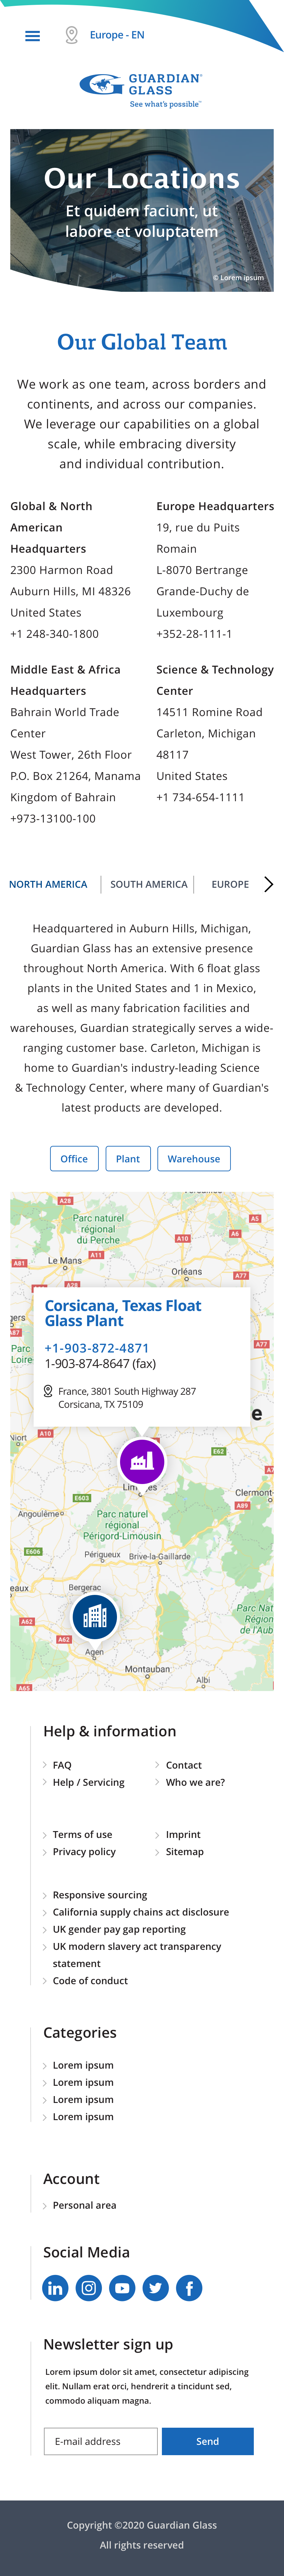 Europe - EN
GUARDIAN®
GLASS
See what's possible™
Our Locations
Et quidem faciunt, ut
labore et voluptatem
© Lorem ipsum
Our Global Team
We work as one team, across borders and
continents, and across our companies.
We leverage our capabilities on a global
scale, while embracing diversity
and individual contribution.
Global & North
American
Headquarters
2300 Harmon Road
Auburn Hills, MI 48326
United States
+1 248-340-1800
Europe Headquarters
19, rue du Puits
Romain
L-8070 Bertrange
Grande-Duchy de
Luxembourg
+352-28-111-1
Middle East & Africa
Headquarters
Bahrain World Trade
Center
West Tower, 26th Floor
P.O. Box 21264, Manama
Kingdom of Bahrain
+973-13100-100
Science & Technology
Center
14511 Romine Road
Carleton, Michigan
48117
United States
+1 734-654-1111
NORTH AMERICA
SOUTH AMERICA
EUROPE
Headquartered in Auburn Hills, Michigan,
Guardian Glass has an extensive presence
throughout North America. With 6 float glass
plants in the United States and 1 in Mexico,
as well as many fabrication facilities and
warehouses, Guardian strategically serves a wide-
ranging customer base. Carleton, Michigan is
home to Guardian's industry-leading Science
& Technology Center, where many of Guardian's
latest products are developed.
Office
Plant
Warehouse
A28
Parc naturel
régional
du Perche
A5
A10
A6
A11
Le Mans
A81
Orléans
A28
A77
A87
Parc
Loire
A77
Corsicana, Texas Float
Glass Plant
+1-903-872-4871
1-903-874-8647 (fax)
France, 3801 South Highway 287
Corsicana, TX 75109
e
Niort
A10
E62
E603
Clermont-
A89
Angoulême
Parc naturel
régional
Périgord-Limousin
E606
Périgueux
Brive-la-Gaillarde
eaux
Bergerac
Parc Nat
Région
de l'Aub
A62
A62
Agen
Montauban
Albi
A65
Help & information
FAQ
Contact
Help / Servicing
Who we are?
Terms of use
Imprint
Privacy policy
Sitemap
Responsive sourcing
California supply chains act disclosure
UK gender pay gap reporting
UK modern slavery act transparency
statement
Code of conduct
Categories
Lorem ipsum
Lorem ipsum
Lorem ipsum
Lorem ipsum
Account
Personal area
Social Media
Newsletter sign up
Lorem ipsum dolor sit amet, consectetur adipiscing
elit. Nullam erat orci, hendrerit a tincidunt sed,
commodo aliquam magna.
E-mail address
Send
Copyright ©2020 Guardian Glass
All rights reserved